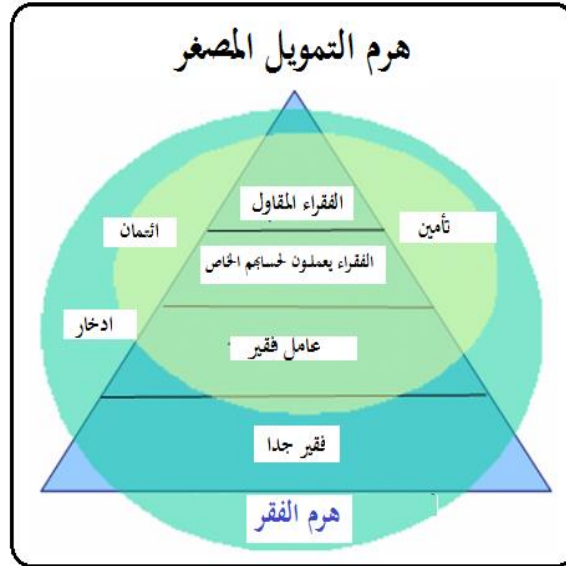 هرم التمويل المصغر
الفقراء المقاول
تأمين
ائتمان
الفقراء يعملون لحسابهم الخاص
ادخار
عامل فقير
فقير جدا
هرم الفقر